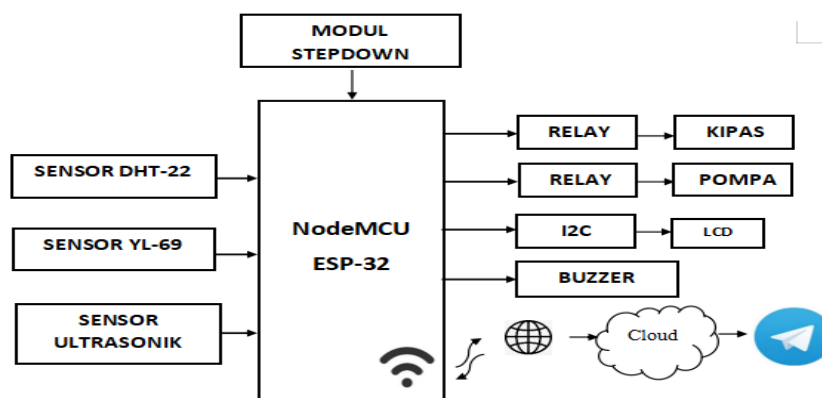 MODUL
STEPDOWN
SENSOR DHT-22
SENSOR YL-69
SENSOR
ULTRASONIK
NodeMCU
ESP-32
RELAY
KIPAS
RELAY
POMPA
I2C
LCD
BUZZER
Cloud